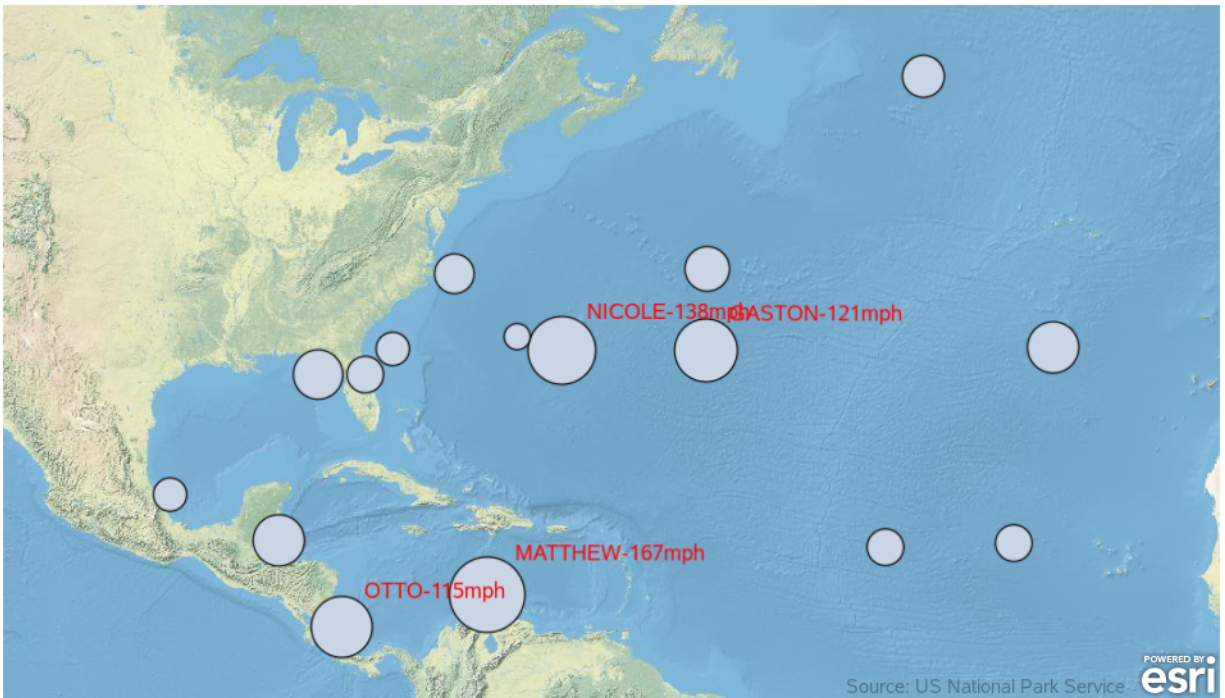 NICOLE-138mph
GASTON-121mph
MATTHEW-167mph
OTTO-115mph
POWERED BY
esri
Source: US National Park Service